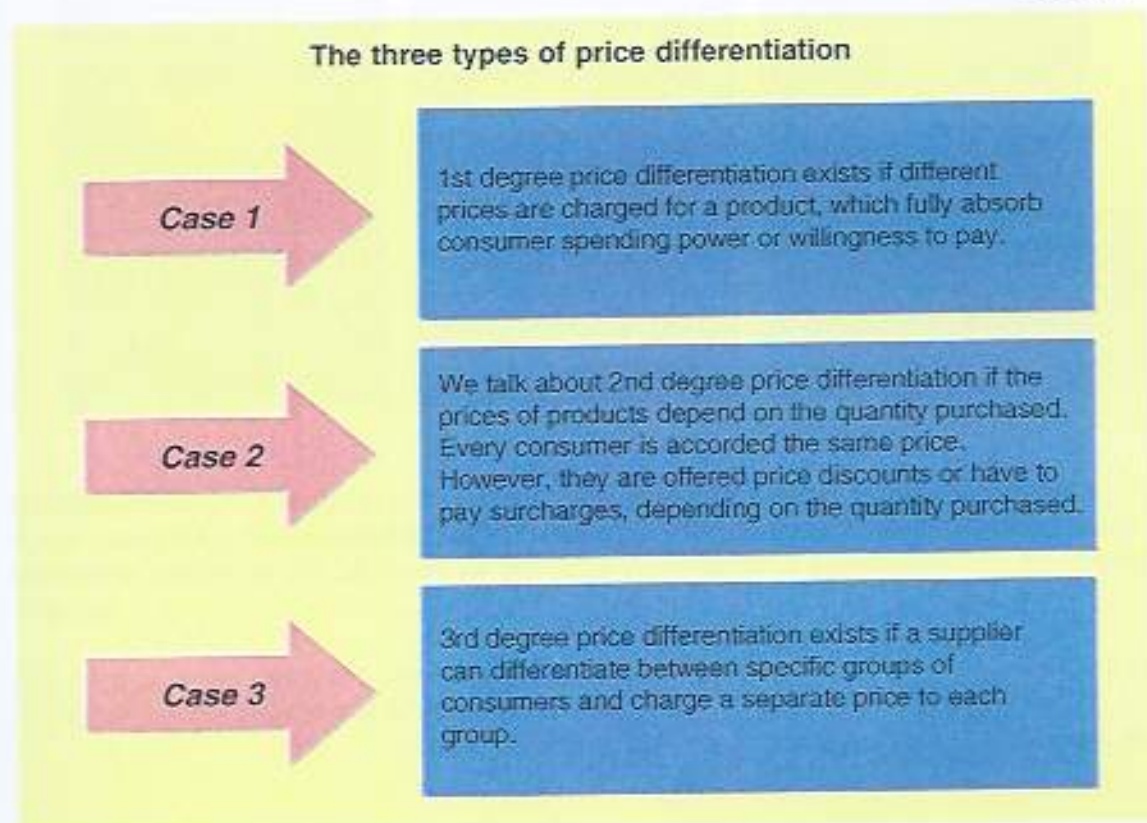 The three types of price differentiation
Case 1
1st degree price differentiation exists if different
prices are charged for a product, which fully absorb
consumer spending power or willingness to pay.
Case 2
We talk about 2nd degree price differentiation if the
prices of products depend on the quantity purchased.
Every consumer is accorded the same price.
However, they are offered price discounts or have to
pay surcharges, depending on the quantity purchased.
Case 3
3rd degree price differentiation exists if a supplier
can differentiate between specific groups of
consumers and charge a separate price to each
group.